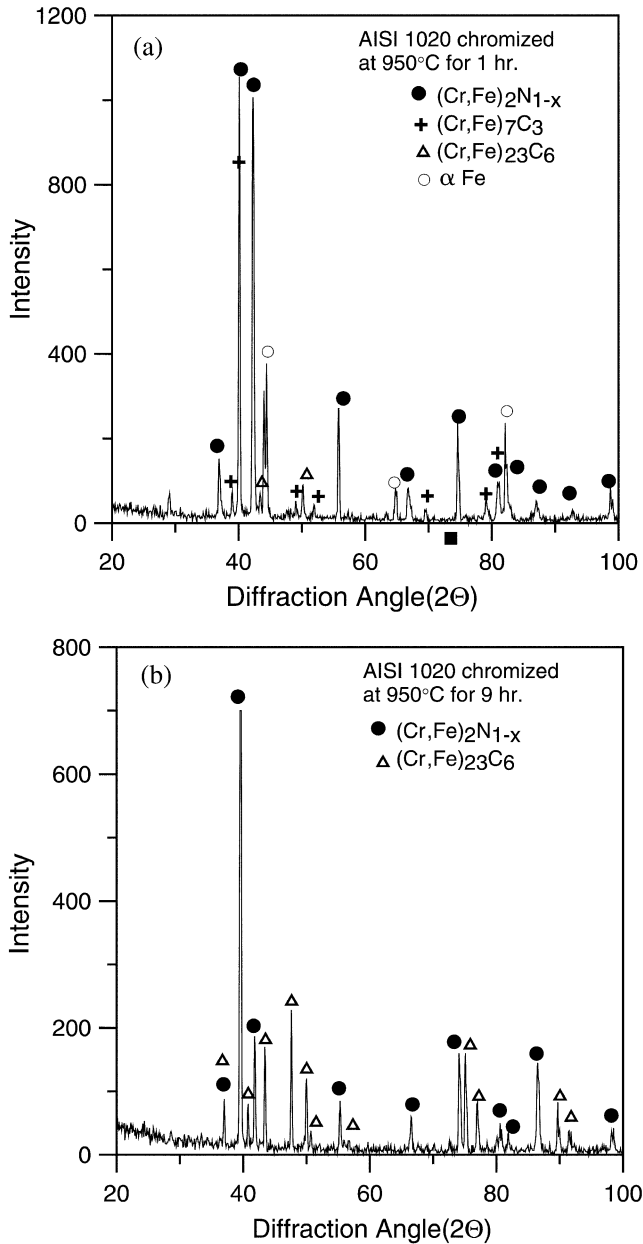 1200
(a)
AISI 1020 chromized
at 950°C for 1 hr.
● (Cr,Fe)2N1-x
+ (Cr,Fe)7C3
△ (Cr,Fe)23C6
○ α Fe
800
Intensity
400
0
20 40 60 80 100
Diffraction Angle(2Θ)
800
(b)
AISI 1020 chromized
at 950°C for 9 hr.
● (Cr,Fe)2N1-x
△ (Cr,Fe)23C6
600
Intensity
400
200
0
20 40 60 80 100
Diffraction Angle(2Θ)